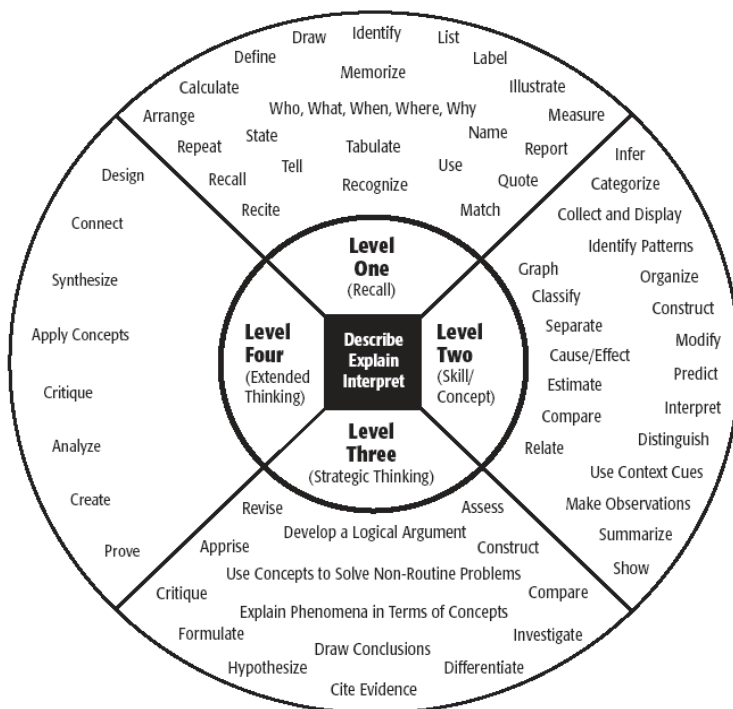 Draw
Identify
List
Define
Label
Memorize
Calculate
Illustrate
Arrange
Who, What, When, Where, Why
Measure
Repeat
State
Tabulate
Name
Report
Recall
Tell
Recognize
Use
Quote
Recite
Match
Level
One
(Recall)
Infer
Categorize
Collect and Display
Identify Patterns
Graph
Organize
Classify
Construct
Separate
Modify
Cause/Effect
Predict
Estimate
Interpret
Compare
Distinguish
Relate
Use Context Cues
Make Observations
Summarize
Show
Level
Two
(Skill/
Concept)
Describe
Explain
Interpret
Level
Three
(Strategic Thinking)
Revise
Assess
Develop a Logical Argument
Apprise
Construct
Use Concepts to Solve Non-Routine Problems
Critique
Compare
Explain Phenomena in Terms of Concepts
Formulate
Investigate
Draw Conclusions
Hypothesize
Differentiate
Cite Evidence
Level
Four
(Extended
Thinking)
Design
Connect
Synthesize
Apply Concepts
Critique
Analyze
Create
Prove